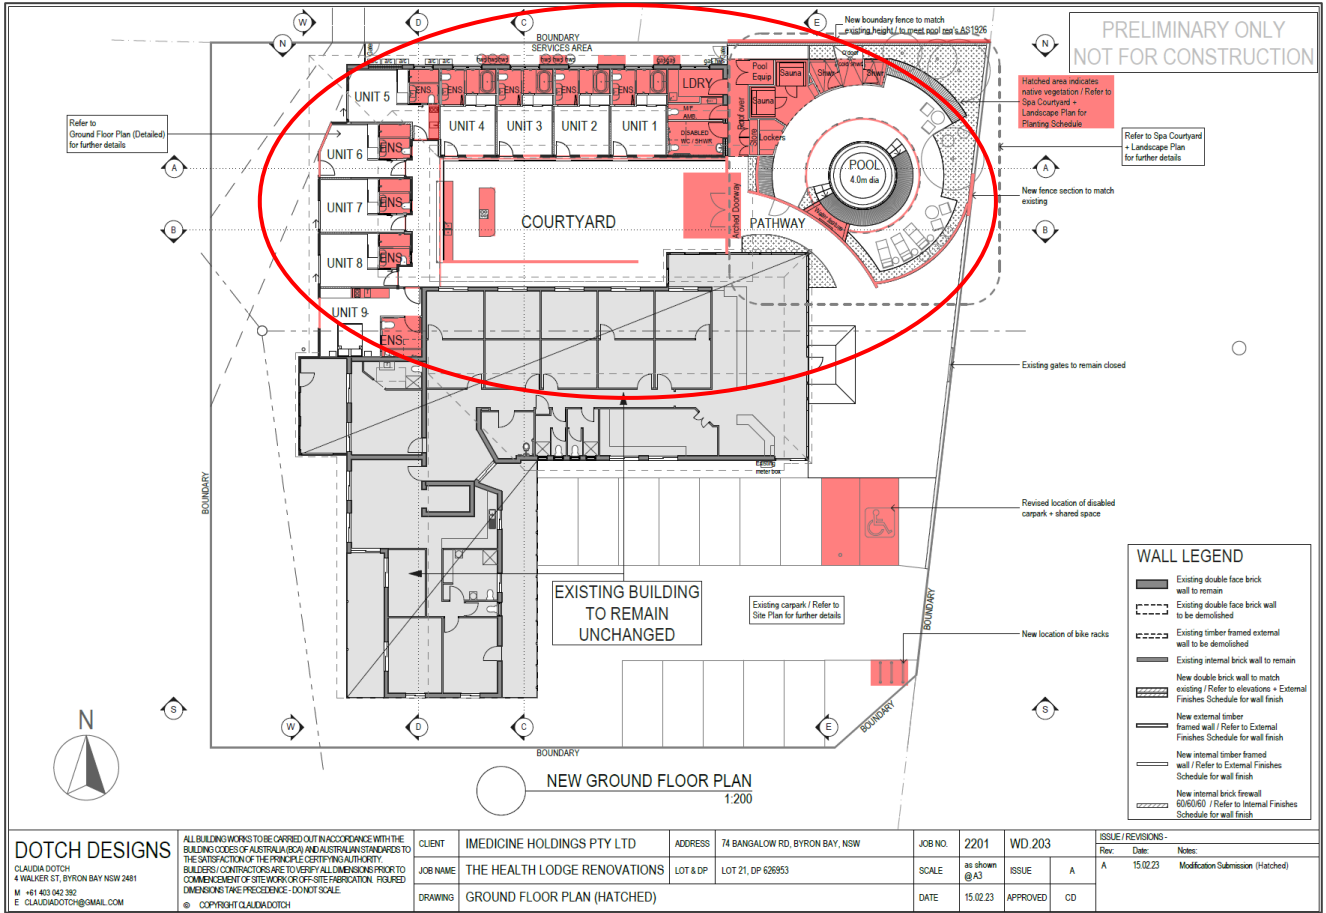 W
D
C
E
N
N
BOUNDARY
SERVICES AREA
New boundary fence to match
existing height / to meet pool req's AS1926
PRELIMINARY ONLY
NOT FOR CONSTRUCTION
Hatched area indicates
native vegetation / Refer to
Spa Courtyard +
Landscape Plan for
Planting Schedule
Refer to
Ground Floor Plan (Detailed)
for further details
Refer to Spa Courtyard
+ Landscape Plan
for further details
UNIT 5
ENS
ENS
ENS
ENS
ENS
LDRY
UNIT 4
UNIT 3
UNIT 2
UNIT 1
AMB.
DISABLED
WC / SHWR
Pool
Equip
Sauna
Shwr
Shwr
Sauna
Roof over
Store
Lockers
UNIT 6
ENS
A
A
POOL
4.0m dia
New fence section to match
existing
UNIT 7
ENS
COURTYARD
Arched Doorway
PATHWAY
B
B
UNIT 8
ENS
UNIT 9
ENS
Existing gates to remain closed
Existing
meter box
BOUNDARY
Revised location of disabled
carpark + shared space
EXISTING BUILDING
TO REMAIN
UNCHANGED
Existing carpark / Refer to
Site Plan for further details
BOUNDARY
New location of bike racks
BOUNDARY
S
S
W
D
C
E
BOUNDARY
N
NEW GROUND FLOOR PLAN
1:200
WALL LEGEND
Existing double face brick
wall to remain
Existing double face brick wall
to be demolished
Existing timber framed external
wall to be demolished
Existing internal brick wall to remain
New double brick wall to match
existing / Refer to elevations + External
Finishes Schedule for wall finish
New external timber
framed wall / Refer to External
Finishes Schedule for wall finish
New internal timber framed
wall / Refer to External Finishes
Schedule for wall finish
New internal brick firewall
60/60/60 / Refer to Internal Finishes
Schedule for wall finish
DOTCH DESIGNS
CLAUDIA DOTCH
4 WALKER ST, BYRON BAY NSW 2481
M +61 403 042 392
E CLAUDIADOTCH@GMAIL.COM
ALL BUILDING WORKS TO BE CARRIED OUT IN ACCORDANCE WITH THE
BUILDING CODES OF AUSTRALIA (BCA) AND AUSTRALIAN STANDARDS TO
THE SATISFACTION OF THE PRINCIPLE CERTIFYING AUTHORITY.
BUILDERS / CONTRACTORS ARE TO VERIFY ALL DIMENSIONS PRIOR TO
COMMENCEMENT OF SITE WORK OR OFF-SITE FABRICATION. FIGURED
DIMENSIONS TAKE PRECEDENCE - DO NOT SCALE.
© COPYRIGHT CLAUDIA DOTCH
CLIENT IMEDICINE HOLDINGS PTY LTD
JOB NAME THE HEALTH LODGE RENOVATIONS
DRAWING GROUND FLOOR PLAN (HATCHED)
ADDRESS 74 BANGALOW RD, BYRON BAY, NSW
LOT & DP LOT 21, DP 626953
JOB NO. 2201 WD.203
SCALE as shown @ A3 ISSUE A
DATE 15.02.23 APPROVED CD
ISSUE / REVISIONS -
Rev: Date: Notes:
A 15.02.23 Modification Submission (Hatched)